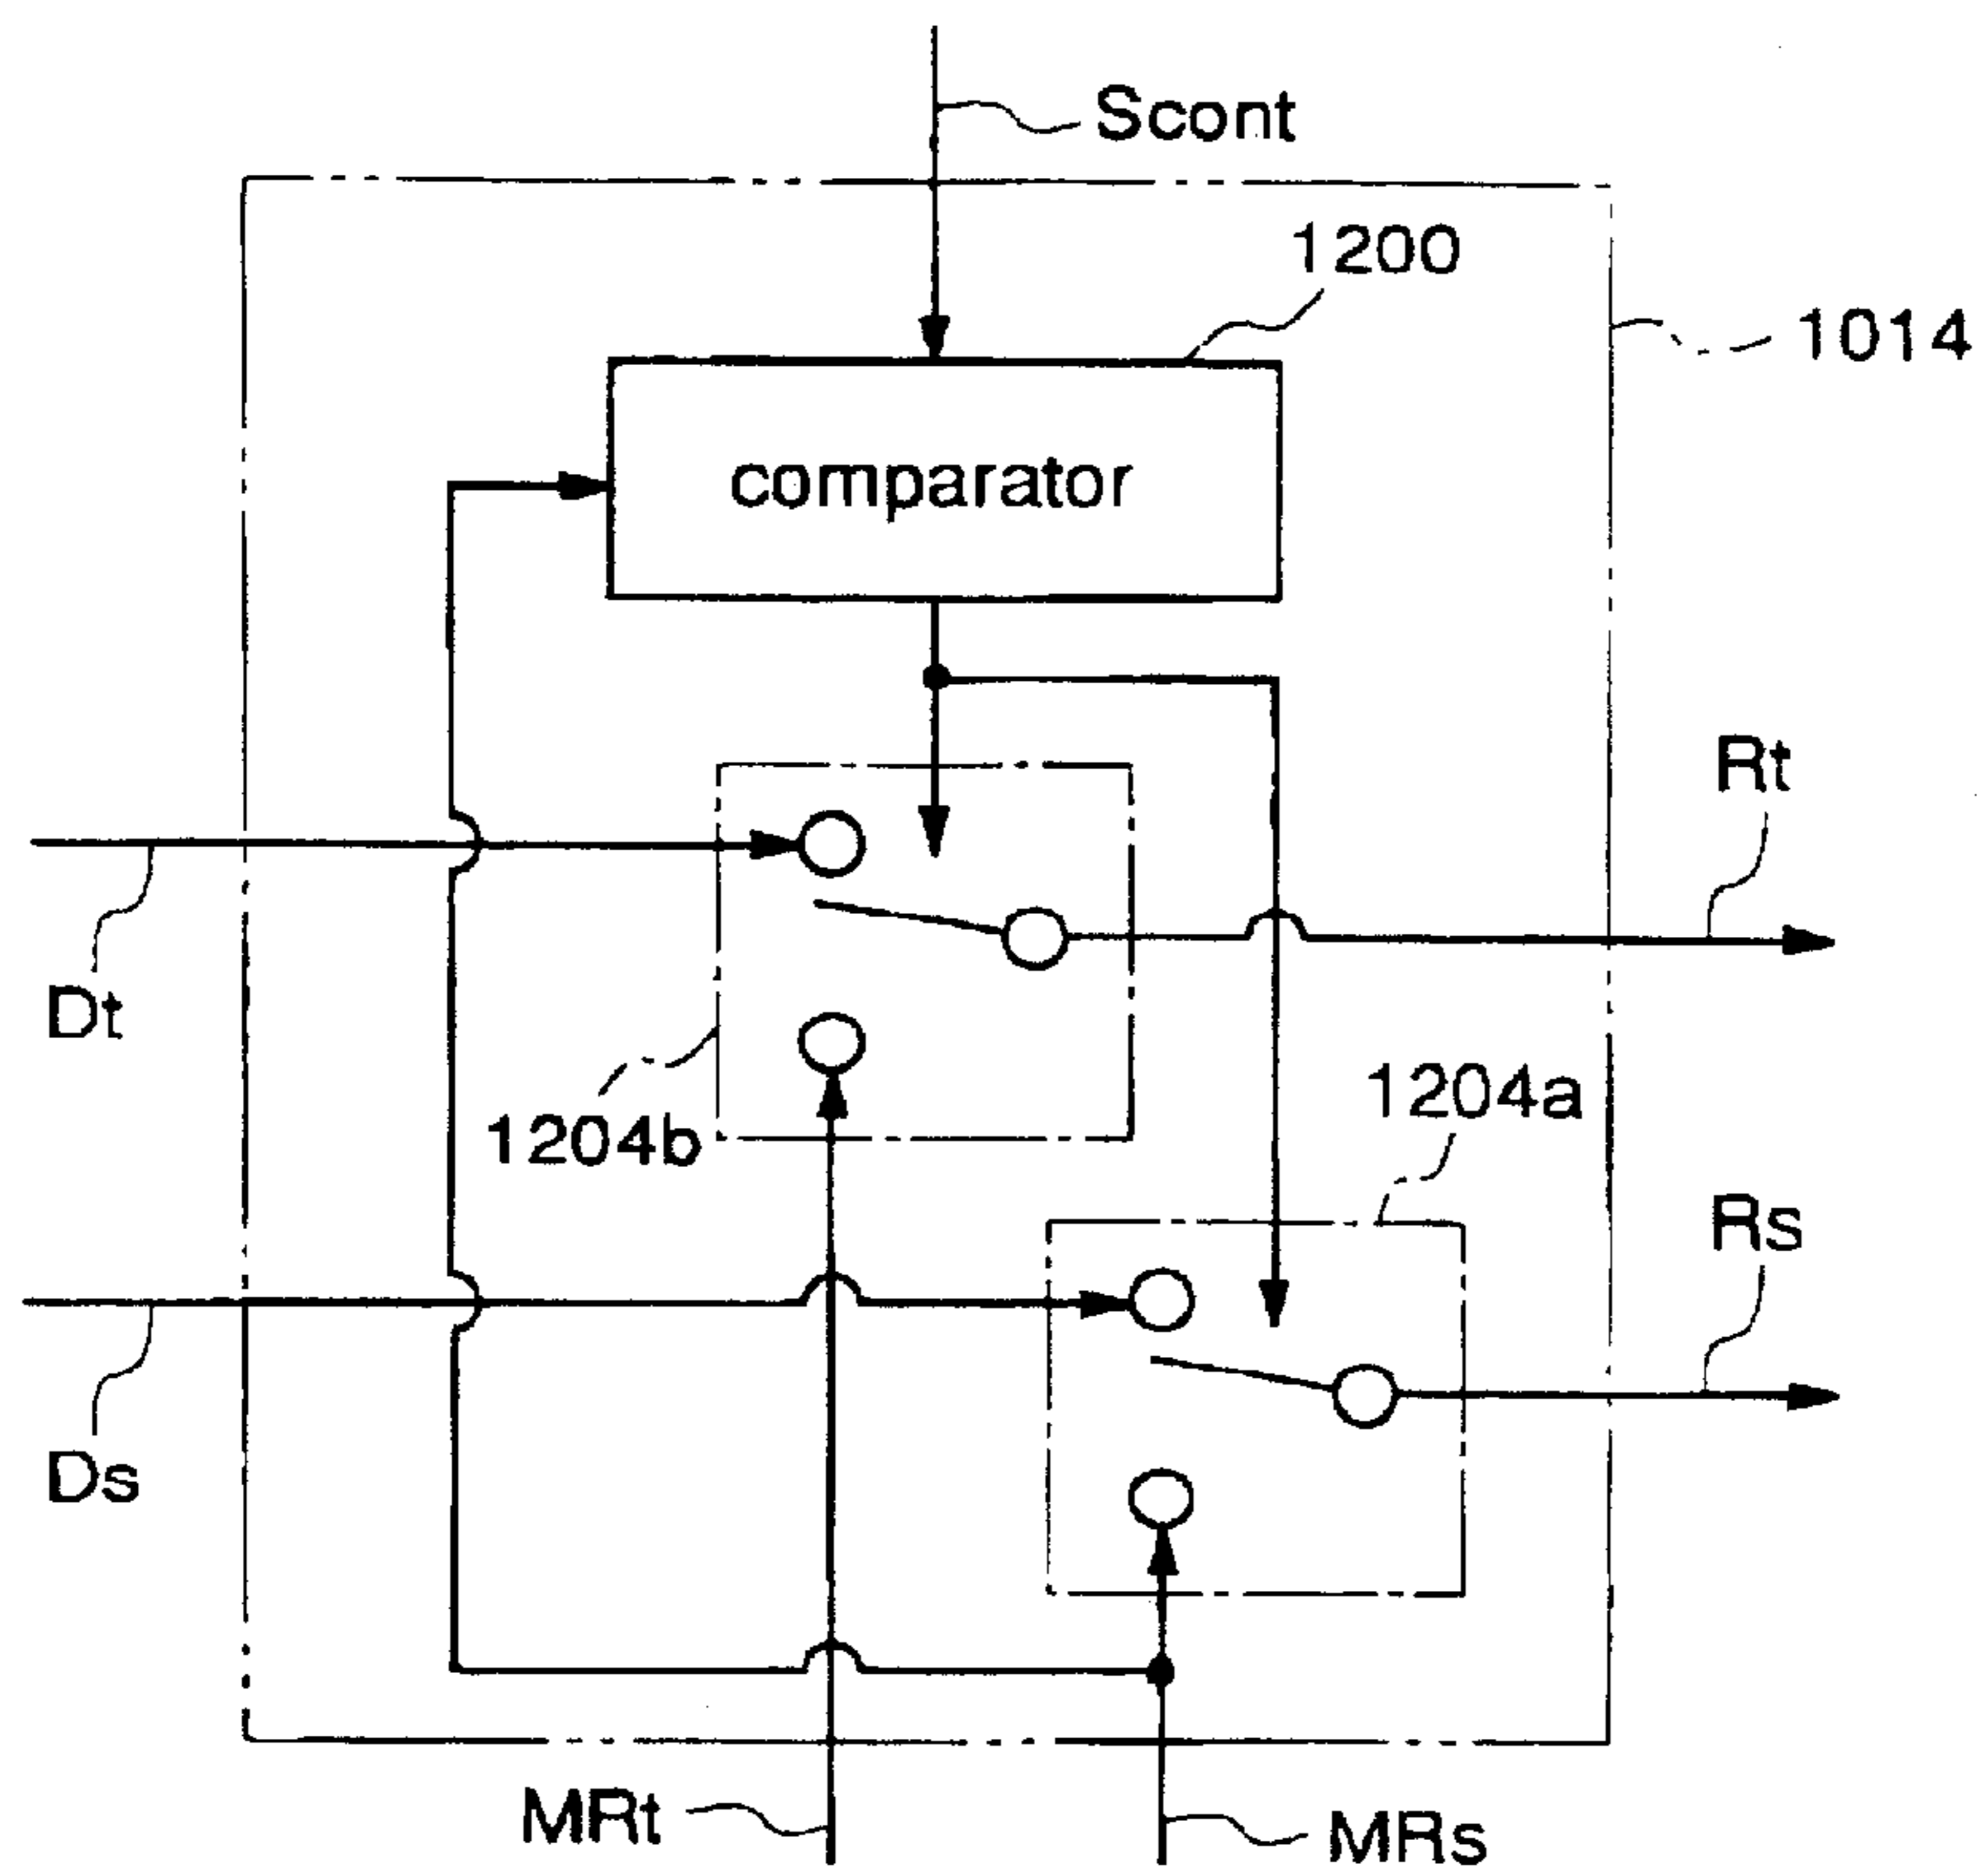 Scont
1200
1014
comparator
Rt
Dt
1204b
1204a
Rs
Ds
MRt
MRs